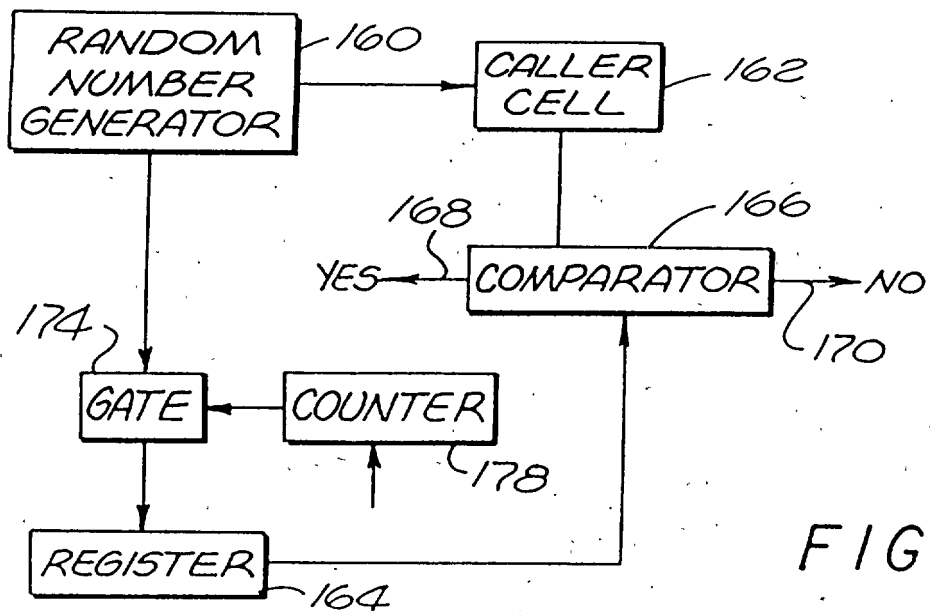 RANDOM
NUMBER
GENERATOR
160
CALLER
CELL
162
168
166
YES
COMPARATOR
NO
170
174
GATE
COUNTER
178
REGISTER
164
FIG